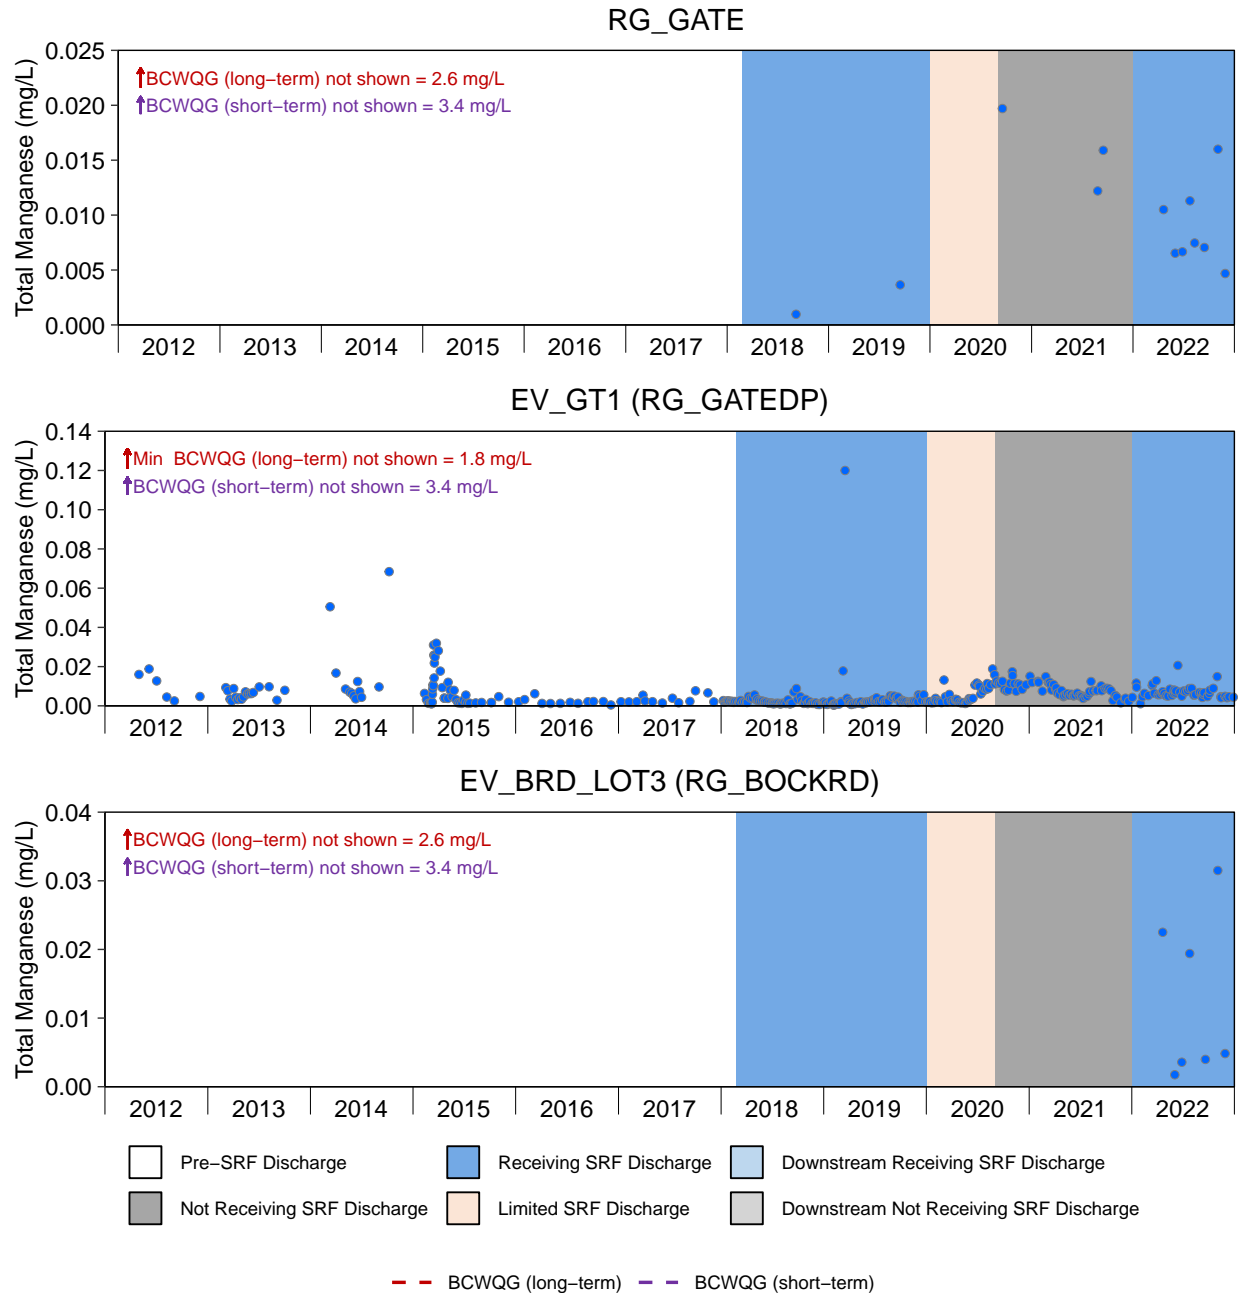 RG_GATE
Total Manganese (mg/L)
0.025
0.020
0.015
0.010
0.005
0.000
BCWQG (long−term) not shown = 2.6 mg/L
BCWQG (short−term) not shown = 3.4 mg/L
2012 2013 2014 2015 2016 2017 2018 2019 2020 2021 2022
EV_GT1 (RG_GATEDP)
Total Manganese (mg/L)
0.14
0.12
0.10
0.08
0.06
0.04
0.02
0.00
Min BCWQG (long−term) not shown = 1.8 mg/L
BCWQG (short−term) not shown = 3.4 mg/L
2012 2013 2014 2015 2016 2017 2018 2019 2020 2021 2022
EV_BRD_LOT3 (RG_BOCKRD)
Total Manganese (mg/L)
0.04
0.03
0.02
0.01
0.00
BCWQG (long−term) not shown = 2.6 mg/L
BCWQG (short−term) not shown = 3.4 mg/L
2012 2013 2014 2015 2016 2017 2018 2019 2020 2021 2022
Pre−SRF Discharge Receiving SRF Discharge Downstream Receiving SRF Discharge
Not Receiving SRF Discharge Limited SRF Discharge Downstream Not Receiving SRF Discharge
BCWQG (long−term) BCWQG (short−term)